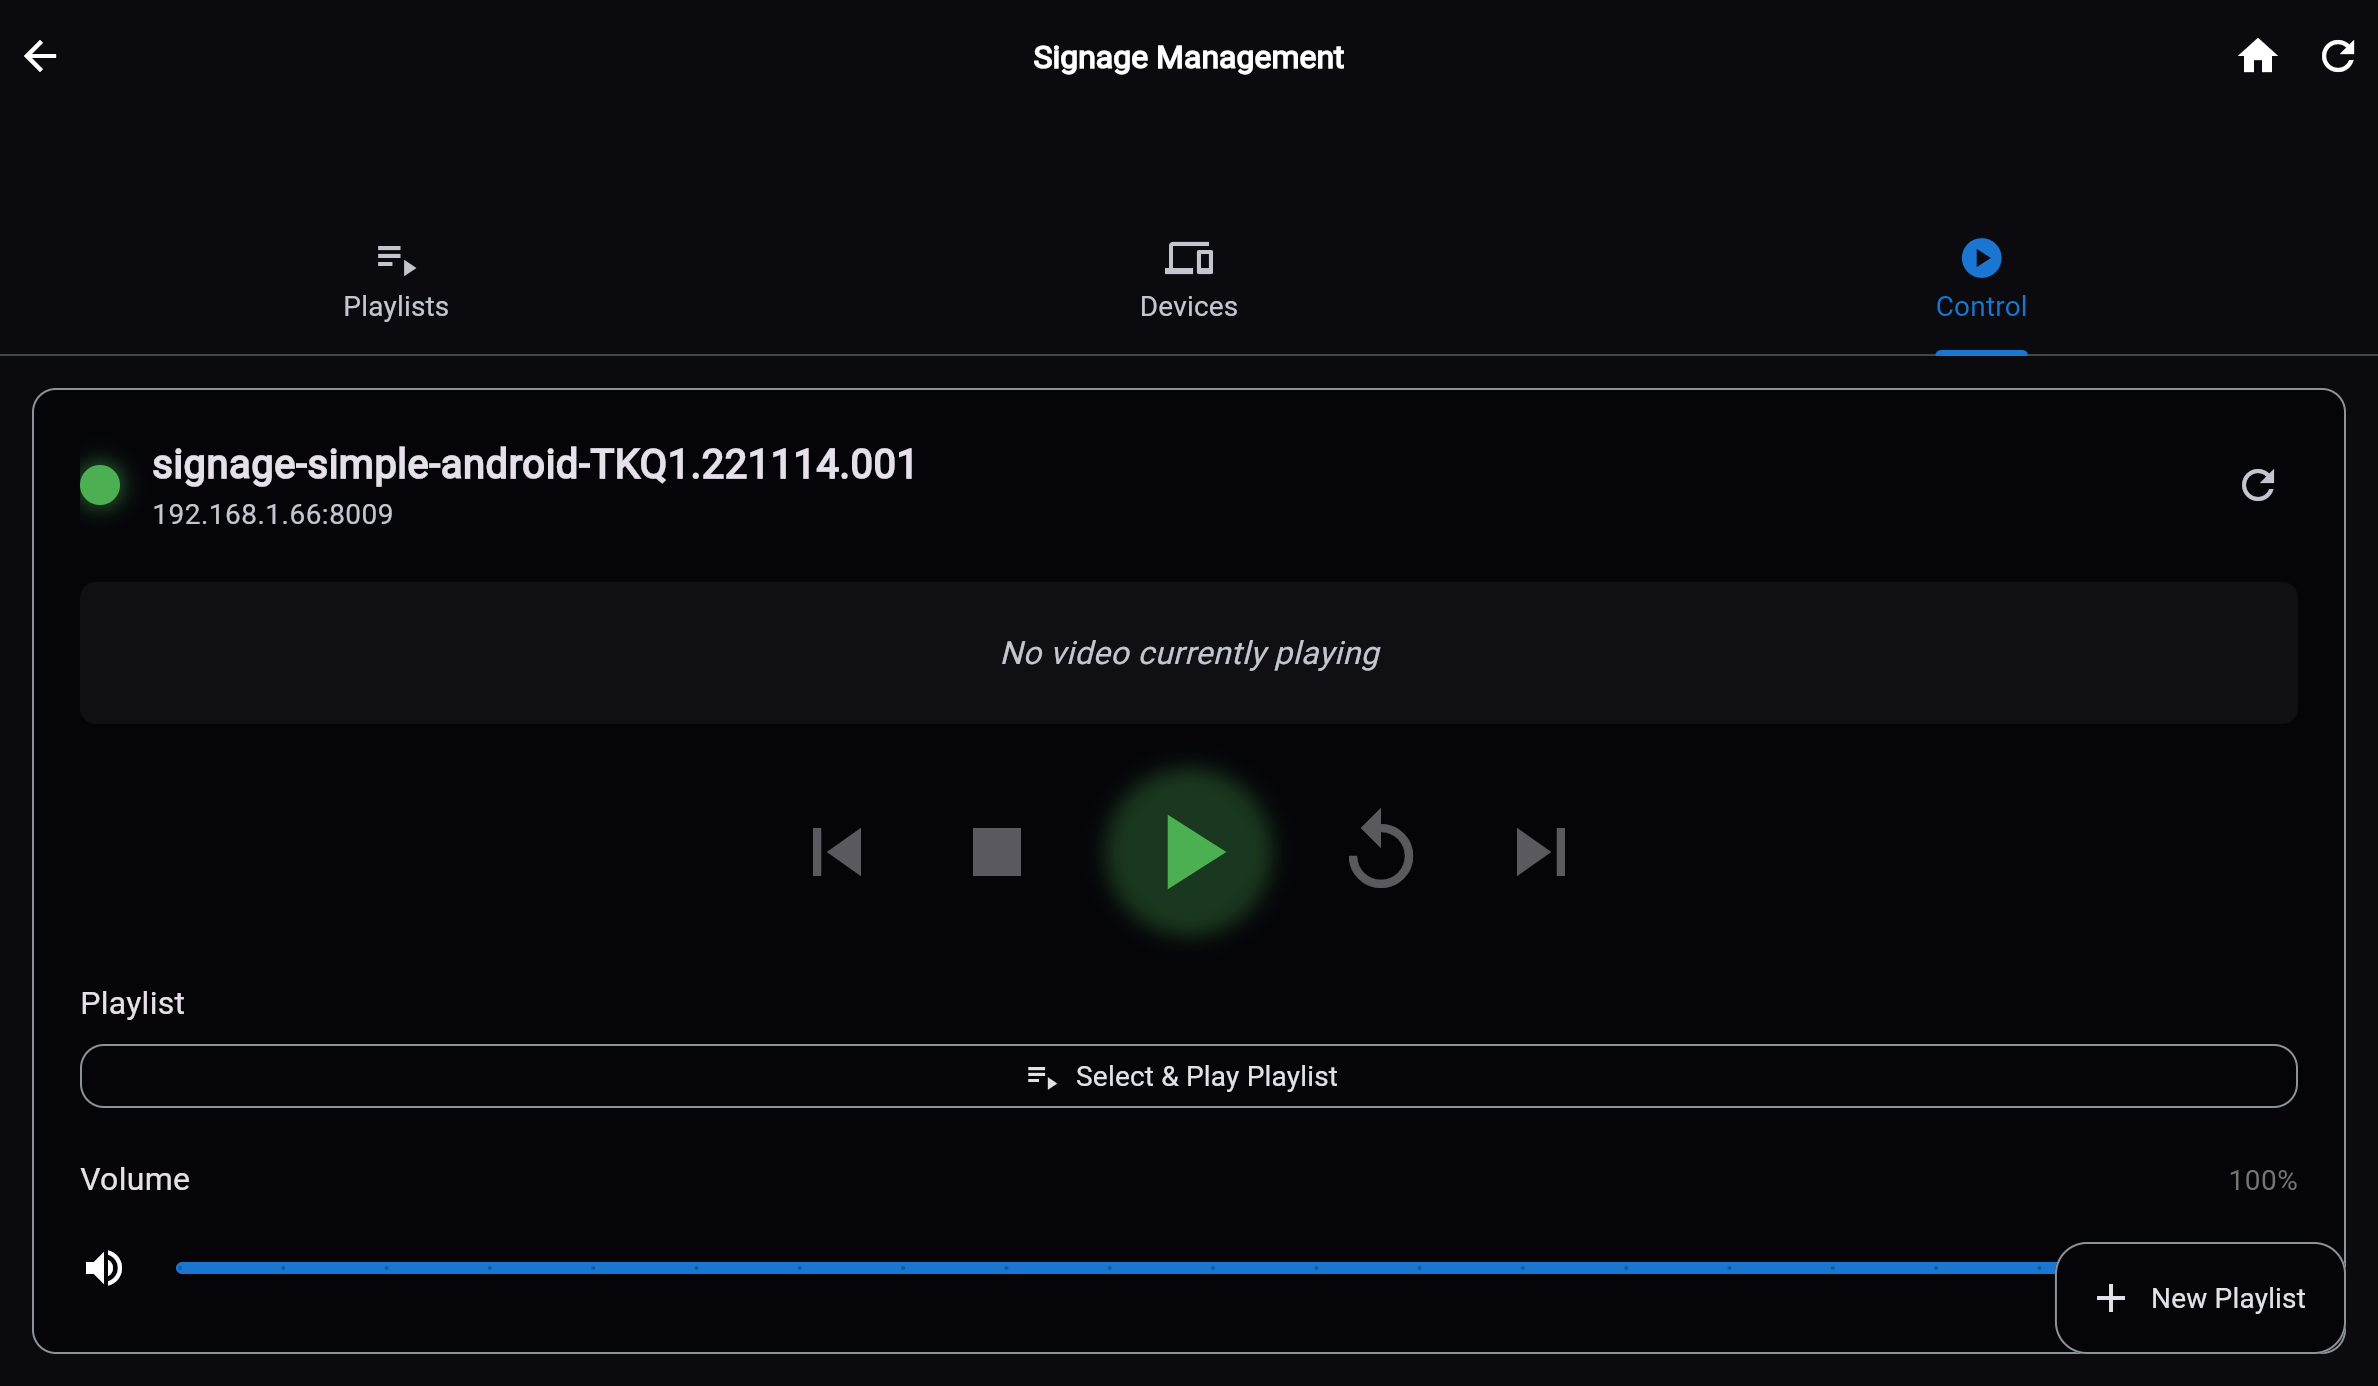 Signage Management
Playlists
Devices
Control
signage-simple-android-TKQ1.221114.001
192.168.1.66:8009
No video currently playing
Playlist
Select & Play Playlist
Volume
100%
New Playlist